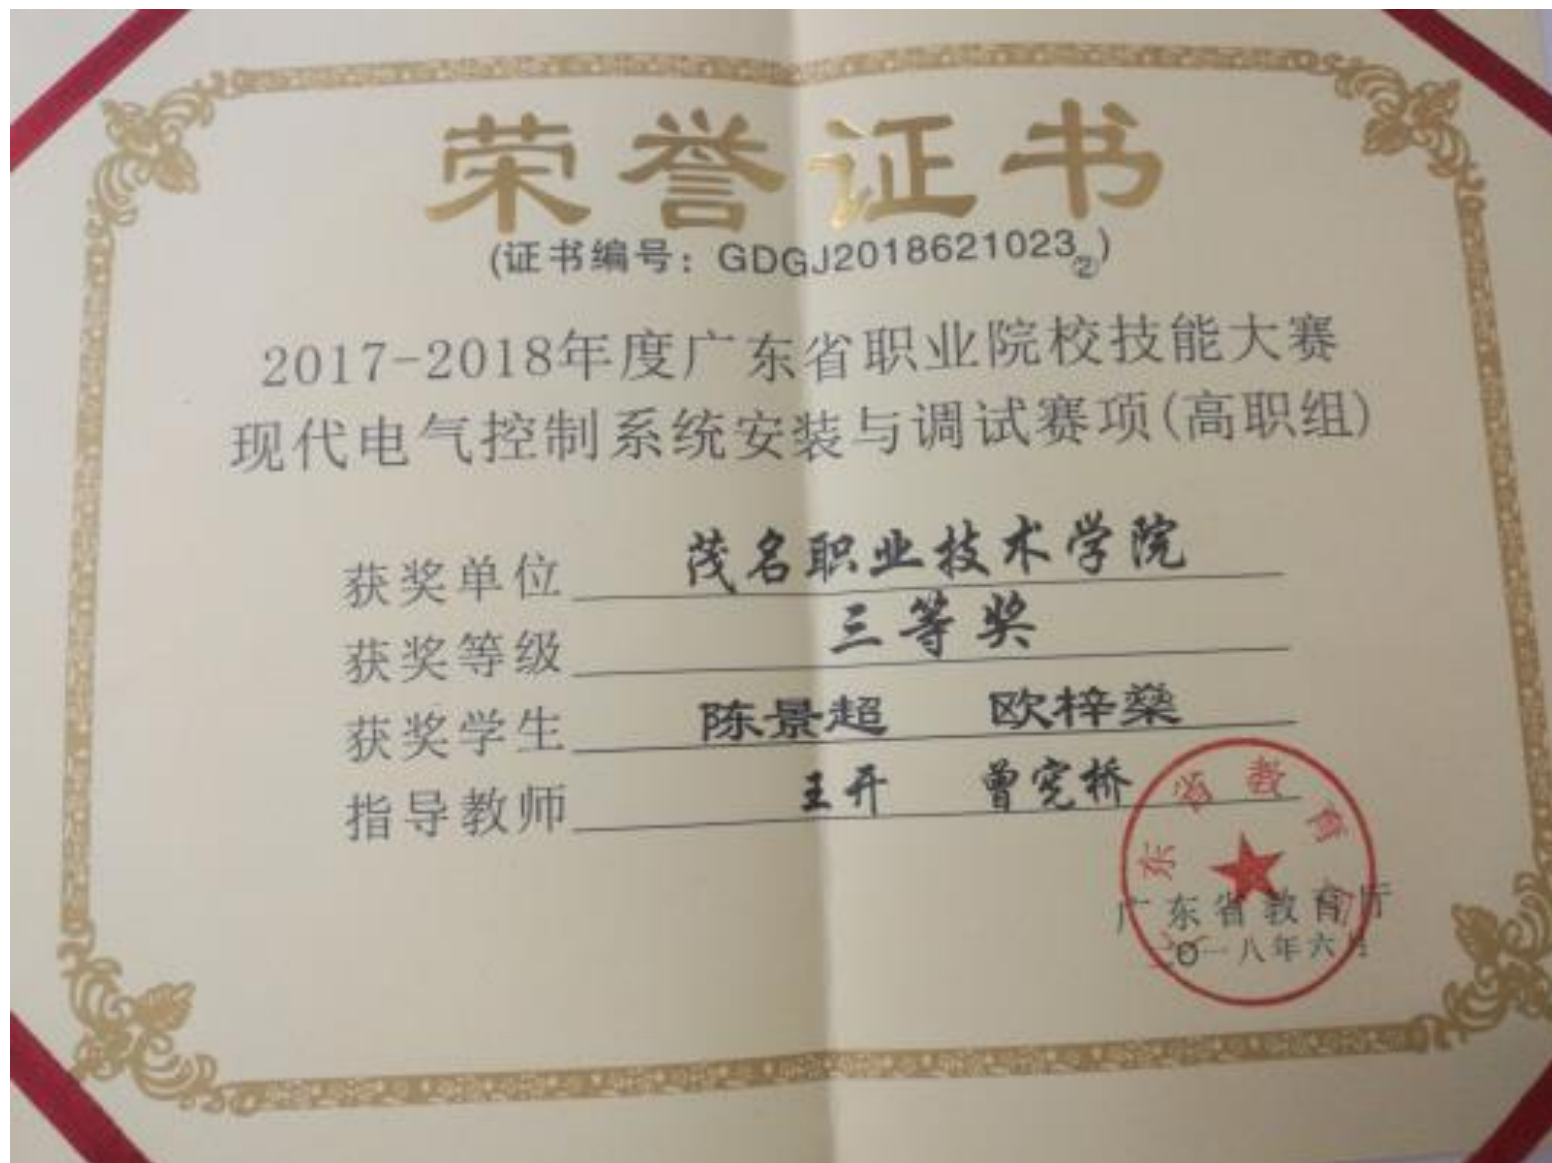 荣誉证书
(证书编号：GDGJ2018621023②)
2017-2018年度广东省职业院校技能大赛
现代电气控制系统安装与调试赛项(高职组)
获奖单位 茂名职业技术学院
获奖等级 三等奖
获奖学生 陈景超 欧梓燊
指导教师 王开 曾宪桥
广东省教育厅
广东省教育厅
二〇一八年六月